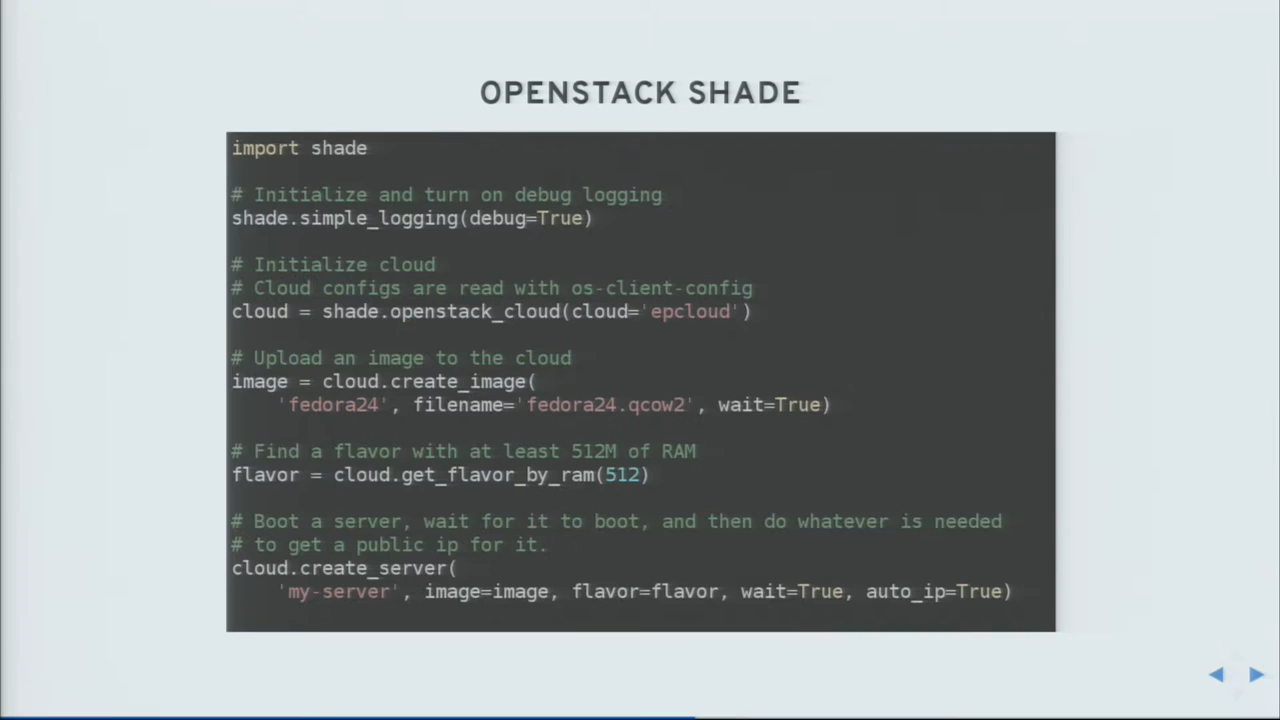 OPENSTACK SHADE
import shade
# Initialize and turn on debug logging
shade.simple_logging(debug=True)
# Initialize cloud
# Cloud configs are read with os-client-config
cloud = shade.openstack_cloud(cloud='epcloud')
# Upload an image to the cloud
image = cloud.create_image(
    'fedora24', filename='fedora24.qcow2', wait=True)
# Find a flavor with at least 512M of RAM
flavor = cloud.get_flavor_by_ram(512)
# Boot a server, wait for it to boot, and then do whatever is needed
# to get a public ip for it.
cloud.create_server(
    'my-server', image=image, flavor=flavor, wait=True, auto_ip=True)